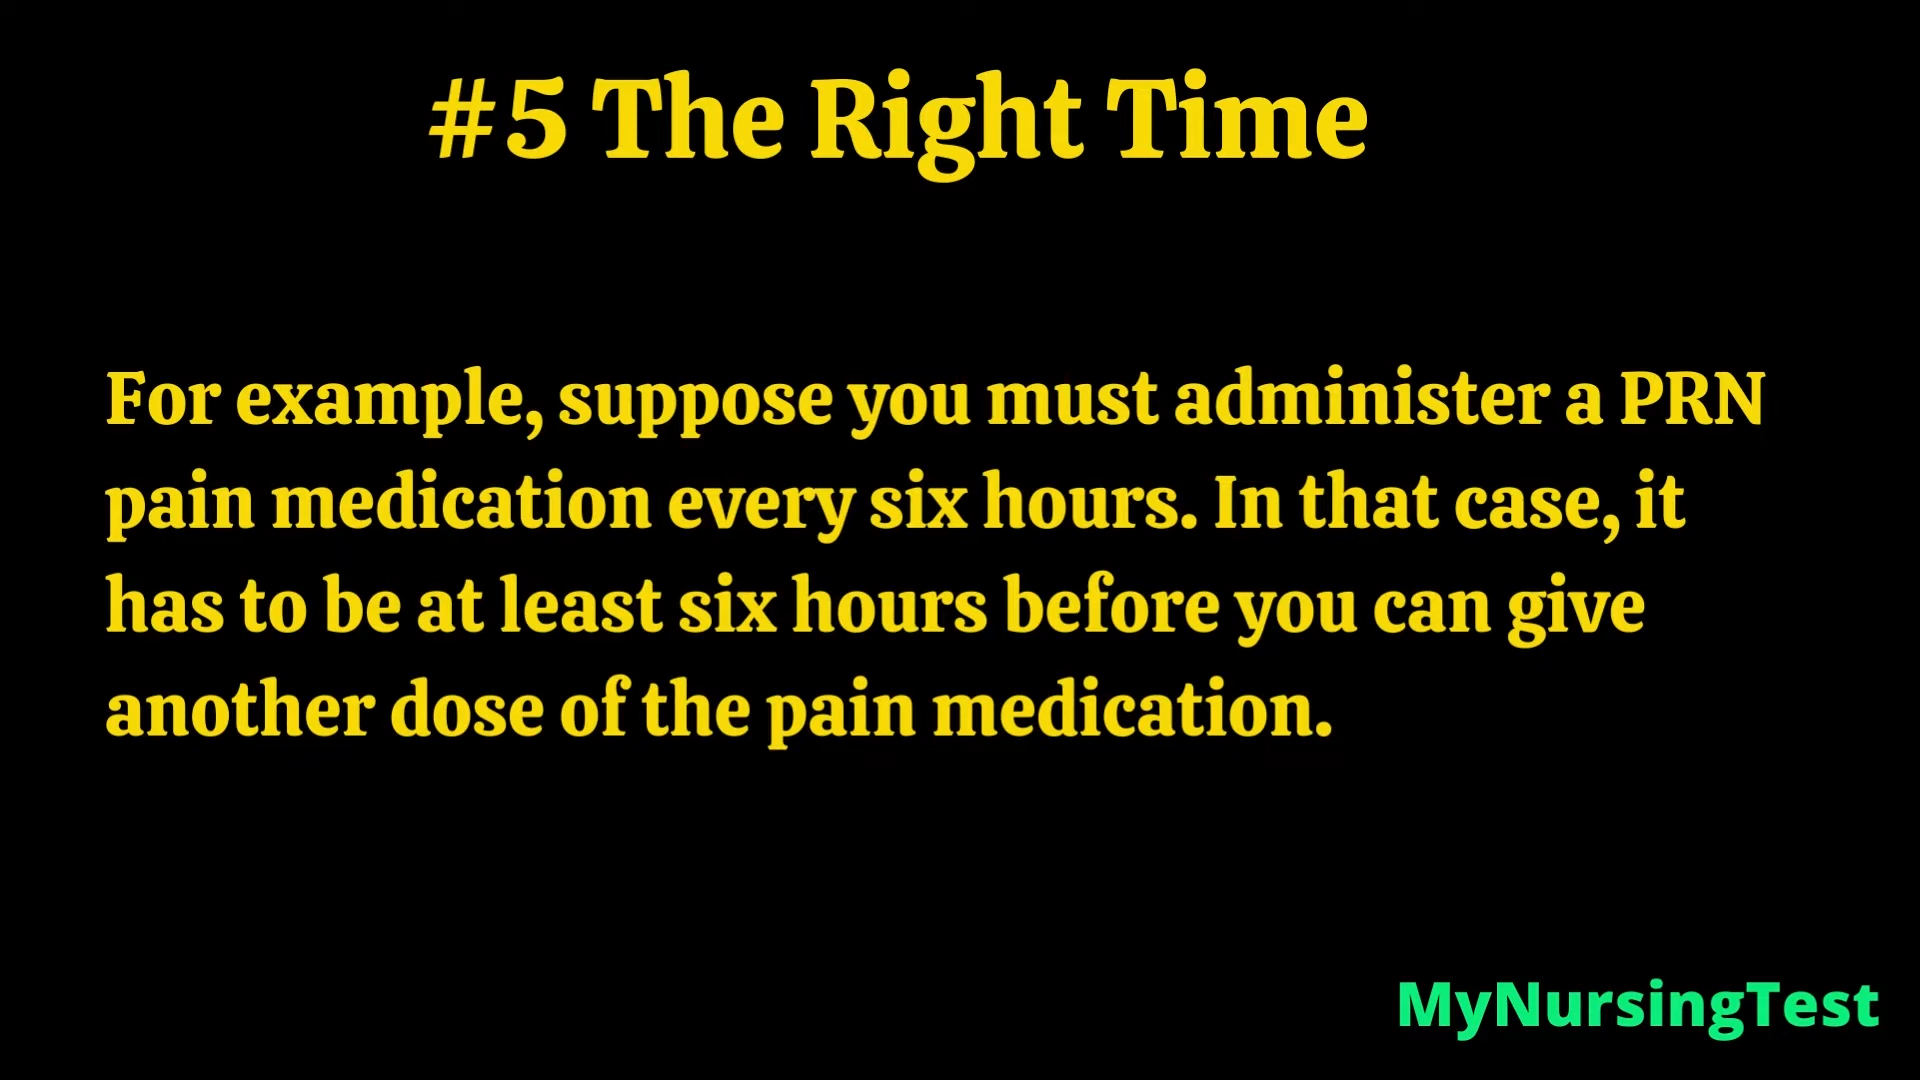 #5 The Right Time
For example, suppose you must administer a PRN
pain medication every six hours. In that case, it
has to be at least six hours before you can give
another dose of the pain medication.
MyNursingTest